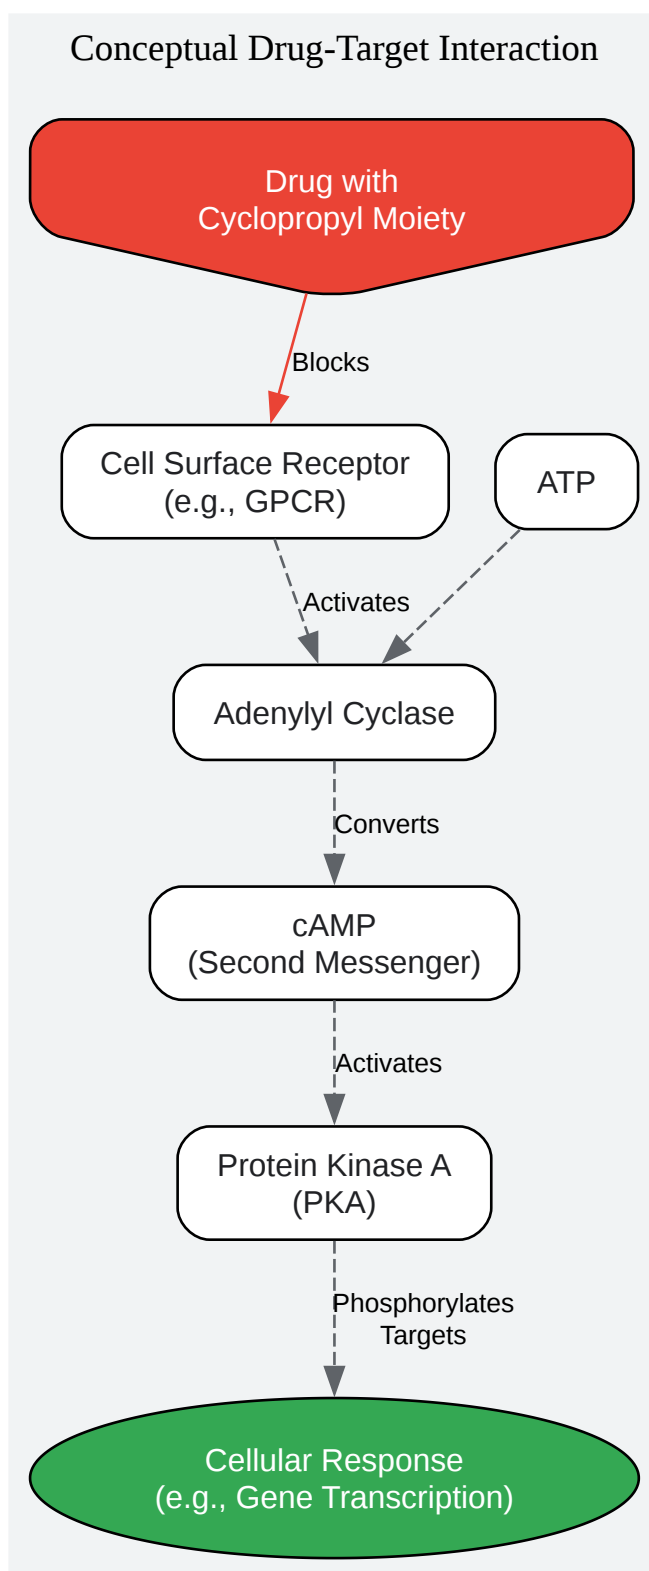 Conceptual Drug-Target Interaction
Drug with
Cyclopropyl Moiety
Blocks
Cell Surface Receptor
(e.g., GPCR)
ATP
Activates
Adenylyl Cyclase
Converts
cAMP
(Second Messenger)
Activates
Protein Kinase A
(PKA)
Phosphorylates
Targets
Cellular Response
(e.g., Gene Transcription)